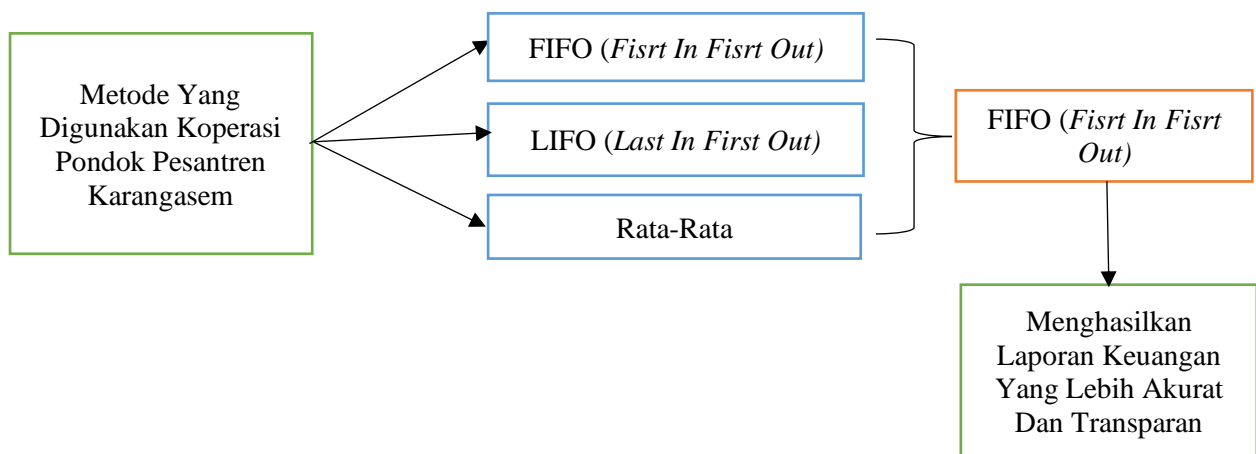 Metode Yang
Digunakan Koperasi
Pondok Pesantren
Karangasem
FIFO (Fisrt In Fisrt Out)
LIFO (Last In First Out)
Rata-Rata
FIFO (Fisrt In Fisrt
Out)
Menghasilkan
Laporan Keuangan
Yang Lebih Akurat
Dan Transparan